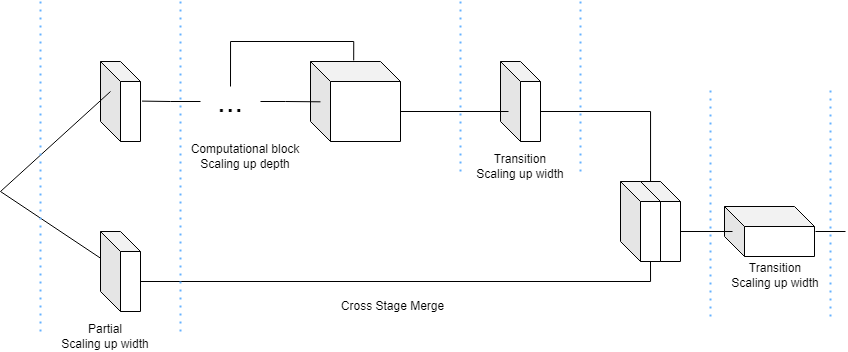 ...
Computational block
Scaling up depth
Transition
Scaling up width
Transition
Scaling up width
Cross Stage Merge
Partial
Scaling up width